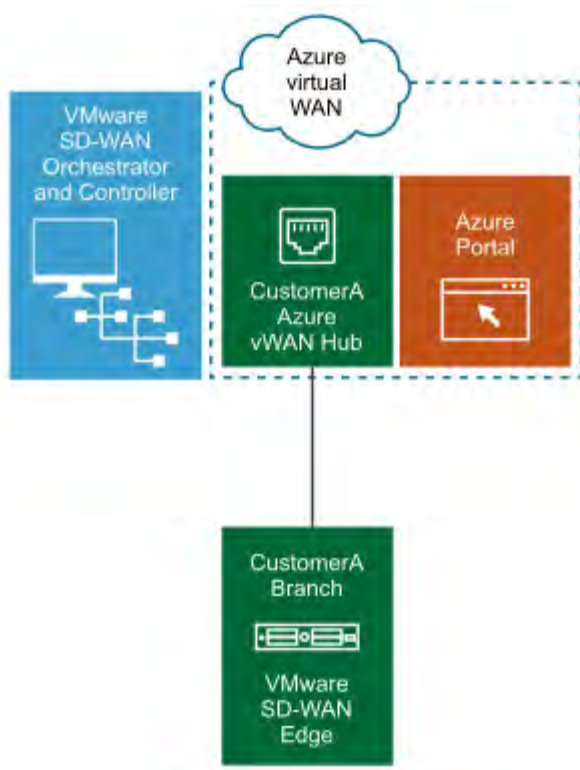 Azure
virtual
WAN
VMware
SD-WAN
Orchestrator
and Controller
CustomerA
Azure
vWAN Hub
Azure
Portal
CustomerA
Branch
VMware
SD-WAN
Edge